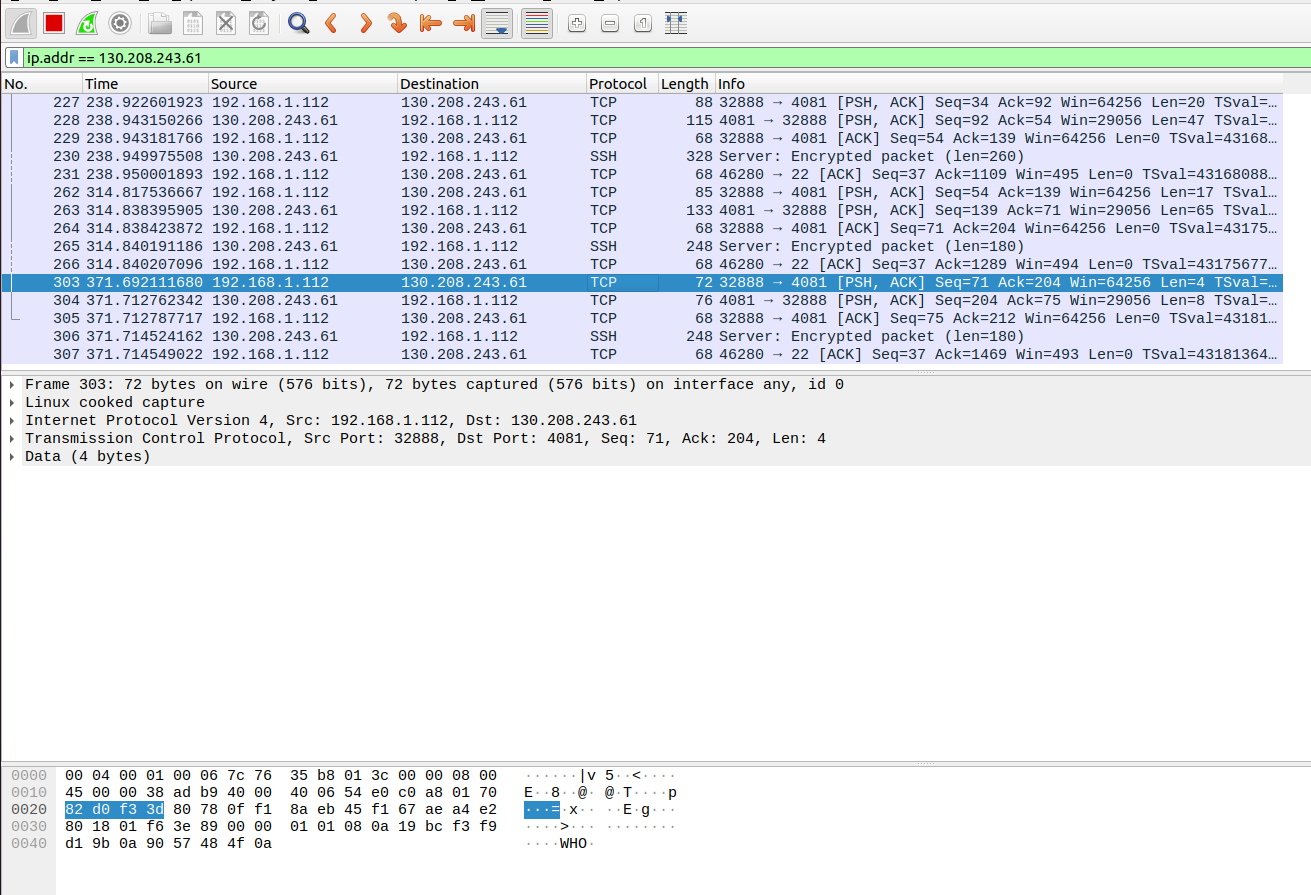 ip.addr == 130.208.243.61
No. Time Source Destination Protocol Length Info
227 238.922601923 192.168.1.112 130.208.243.61 TCP 88 32888 → 4081 [PSH, ACK] Seq=34 Ack=92 Win=64256 Len=20 TSval=…
228 238.943150266 130.208.243.61 192.168.1.112 TCP 115 4081 → 32888 [PSH, ACK] Seq=92 Ack=54 Win=29056 Len=47 TSval=…
229 238.943181766 192.168.1.112 130.208.243.61 TCP 68 32888 → 4081 [ACK] Seq=54 Ack=139 Win=64256 Len=0 TSval=43168…
230 238.949975508 130.208.243.61 192.168.1.112 SSH 328 Server: Encrypted packet (len=260)
231 238.950001893 192.168.1.112 130.208.243.61 TCP 68 46280 → 22 [ACK] Seq=37 Ack=1109 Win=495 Len=0 TSval=43168088…
262 314.817536667 192.168.1.112 130.208.243.61 TCP 85 32888 → 4081 [PSH, ACK] Seq=54 Ack=139 Win=64256 Len=17 TSval…
263 314.838395905 130.208.243.61 192.168.1.112 TCP 133 4081 → 32888 [PSH, ACK] Seq=139 Ack=71 Win=29056 Len=65 TSval…
264 314.838423872 192.168.1.112 130.208.243.61 TCP 68 32888 → 4081 [ACK] Seq=71 Ack=204 Win=64256 Len=0 TSval=43175…
265 314.840191186 130.208.243.61 192.168.1.112 SSH 248 Server: Encrypted packet (len=180)
266 314.840207096 192.168.1.112 130.208.243.61 TCP 68 46280 → 22 [ACK] Seq=37 Ack=1289 Win=494 Len=0 TSval=43175677…
303 371.692111680 192.168.1.112 130.208.243.61 TCP 72 32888 → 4081 [PSH, ACK] Seq=71 Ack=204 Win=64256 Len=4 TSval=…
304 371.712762342 130.208.243.61 192.168.1.112 TCP 76 4081 → 32888 [PSH, ACK] Seq=204 Ack=75 Win=29056 Len=8 TSval=…
305 371.712787717 192.168.1.112 130.208.243.61 TCP 68 32888 → 4081 [ACK] Seq=75 Ack=212 Win=64256 Len=0 TSval=43181…
306 371.714524162 130.208.243.61 192.168.1.112 SSH 248 Server: Encrypted packet (len=180)
307 371.714549022 192.168.1.112 130.208.243.61 TCP 68 46280 → 22 [ACK] Seq=37 Ack=1469 Win=493 Len=0 TSval=43181364…
Frame 303: 72 bytes on wire (576 bits), 72 bytes captured (576 bits) on interface any, id 0
Linux cooked capture
Internet Protocol Version 4, Src: 192.168.1.112, Dst: 130.208.243.61
Transmission Control Protocol, Src Port: 32888, Dst Port: 4081, Seq: 71, Ack: 204, Len: 4
Data (4 bytes)
0000 00 04 00 01 00 06 7c 76 35 b8 01 3c 00 00 08 00 ······|v 5··<····
0010 45 00 00 38 ad b9 40 00 40 06 54 e0 c0 a8 01 70 E··8··@· @·T····p
0020 82 d0 f3 3d 80 78 0f f1 8a eb 45 f1 67 ae a4 e2 ···=·x·· ··E·g···
0030 80 18 01 f6 3e 89 00 00 01 01 08 0a 19 bc f3 f9 ····>··· ········
0040 d1 9b 0a 90 57 48 4f 0a ····WHO·